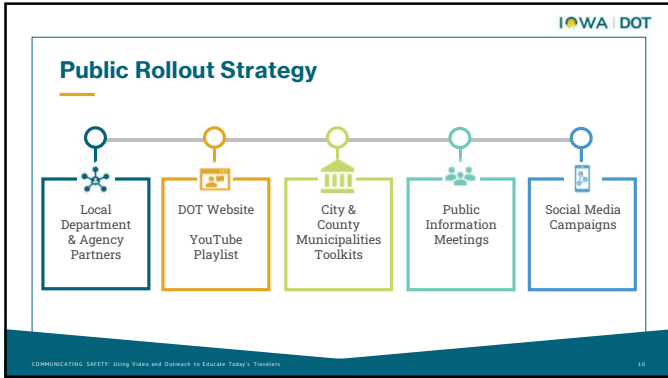 IOWA DOT
Public Rollout Strategy
Local
Department
& Agency
Partners
DOT Website
YouTube
Playlist
City &
County
Municipalities
Toolkits
Public
Information
Meetings
Social Media
Campaigns
COMMUNICATING SAFETY: Using Video and Outreach to Educate Today's Travelers
10